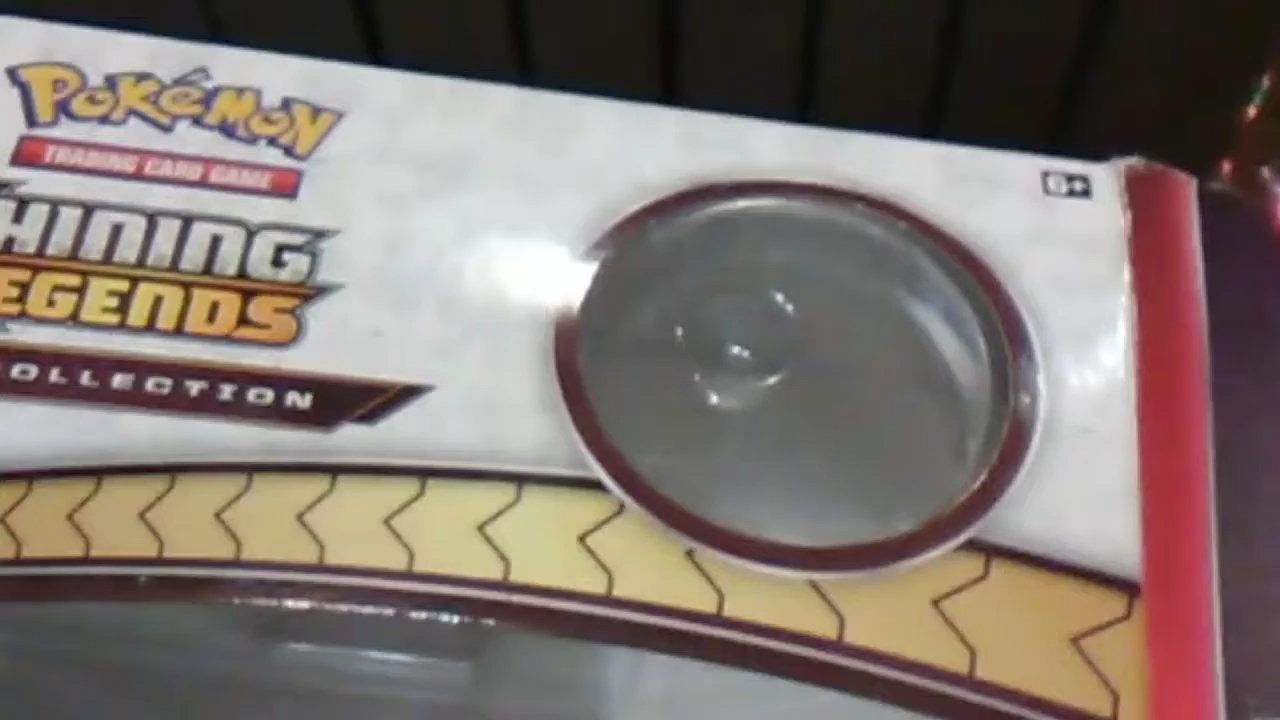 POKéMON
TRADING CARD GAME
HINING
EGENDS
OLLECTION
6+